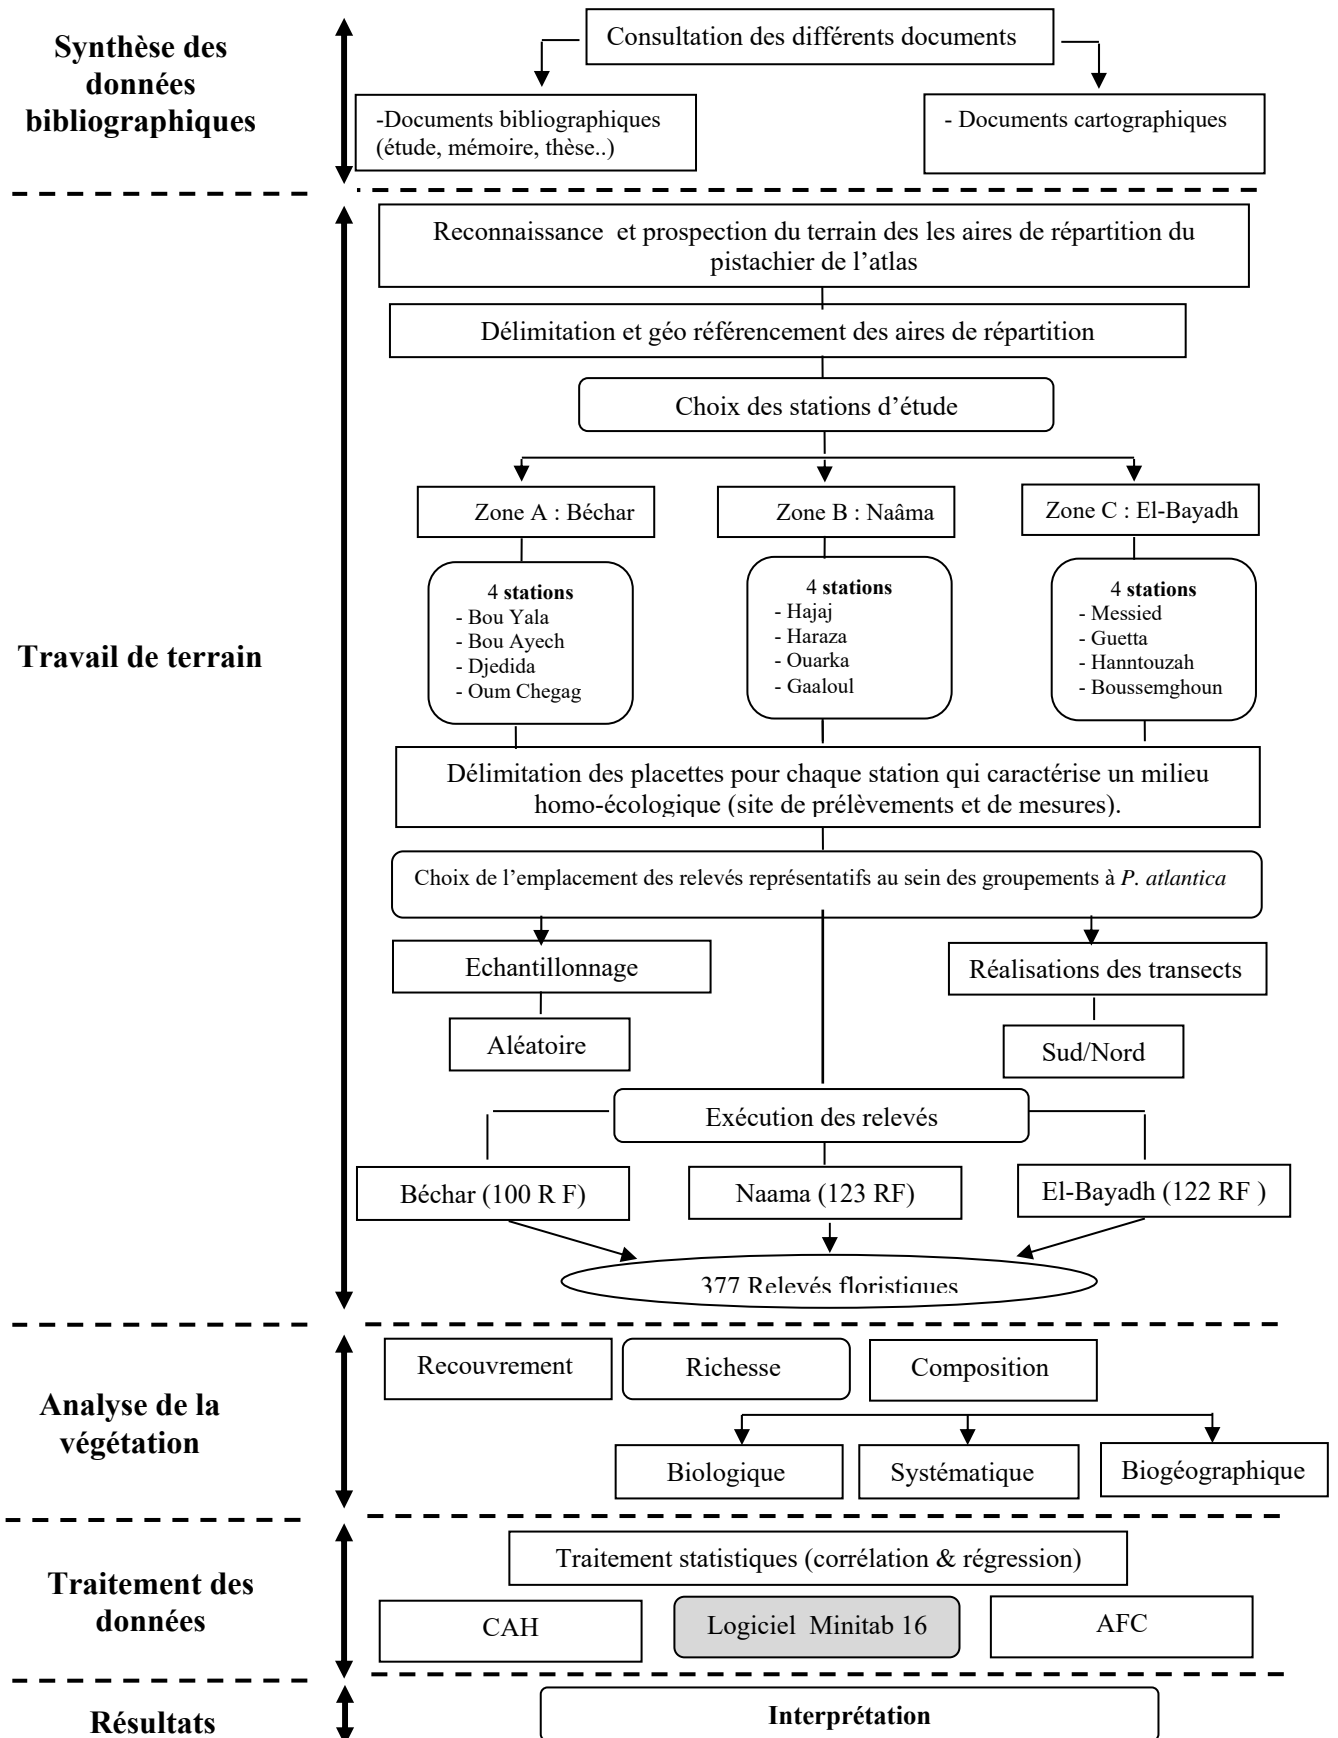 Synthèse des
données
bibliographiques
Consultation des différents documents
-Documents bibliographiques
(étude, mémoire, thèse..)
- Documents cartographiques
Travail de terrain
Reconnaissance et prospection du terrain des les aires de répartition du
pistachier de l’atlas
Délimitation et géo référencement des aires de répartition
Choix des stations d’étude
Zone A : Béchar
Zone B : Naâma
Zone C : El-Bayadh
4 stations
- Bou Yala
- Bou Ayech
- Djedida
- Oum Chegag
4 stations
- Hajaj
- Haraza
- Ouarka
- Gaaloul
4 stations
- Messied
- Guetta
- Hanntouzah
- Boussemghoun
Délimitation des placettes pour chaque station qui caractérise un milieu
homo-écologique (site de prélèvements et de mesures).
Choix de l’emplacement des relevés représentatifs au sein des groupements à P. atlantica
Echantillonnage
Réalisations des transects
Aléatoire
Sud/Nord
Exécution des relevés
Béchar (100 R F)
Naama (123 RF)
El-Bayadh (122 RF )
377 Relevés floristiques
Analyse de la
végétation
Recouvrement
Richesse
Composition
Biologique
Systématique
Biogéographique
Traitement des
données
Traitement statistiques (corrélation & régression)
CAH
Logiciel Minitab 16
AFC
Résultats
Interprétation